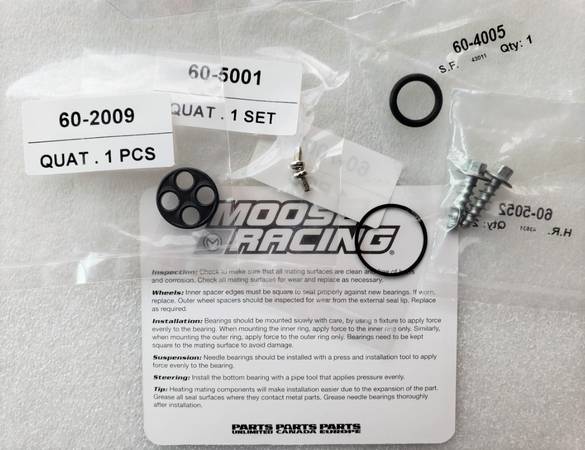 60-4005
S.F. 43011 Qty: 1
60-5001
QUAT . 1 SET
60-2009
QUAT . 1 PCS
60-5052
H.R. 43631
Qty: 2
MOOSE
RACING
Inspection: Check to make sure that all mating surfaces are clean and free of
and corrosion. Check all mating surfaces for wear and replace as necessary.
Wheels: Inner spacer edges must be square to seal properly against new bearings. If worn,
replace. Outer wheel spacers should be inspected for wear from the external seal lip. Replace
as required.
Installation: Bearings should be mounted slowly with care, by using a fixture to apply force
evenly to the bearing. When mounting the inner ring, apply force to the inner ring only. Similarly,
when mounting the outer ring, apply force to the outer ring only. Bearings need to be kept
square to the mating surface to avoid damage.
Suspension: Needle bearings should be installed with a press and installation tool to apply
force evenly to the bearing.
Steering: Install the bottom bearing with a pipe tool that applies pressure evenly.
Tip: Heating mating components will make installation easier due to the expansion of the part.
Grease all seal surfaces where they contact metal parts. Grease needle bearings thoroughly
after installation.
PARTS PARTS PARTS
UNLIMITED CANADA EUROPE